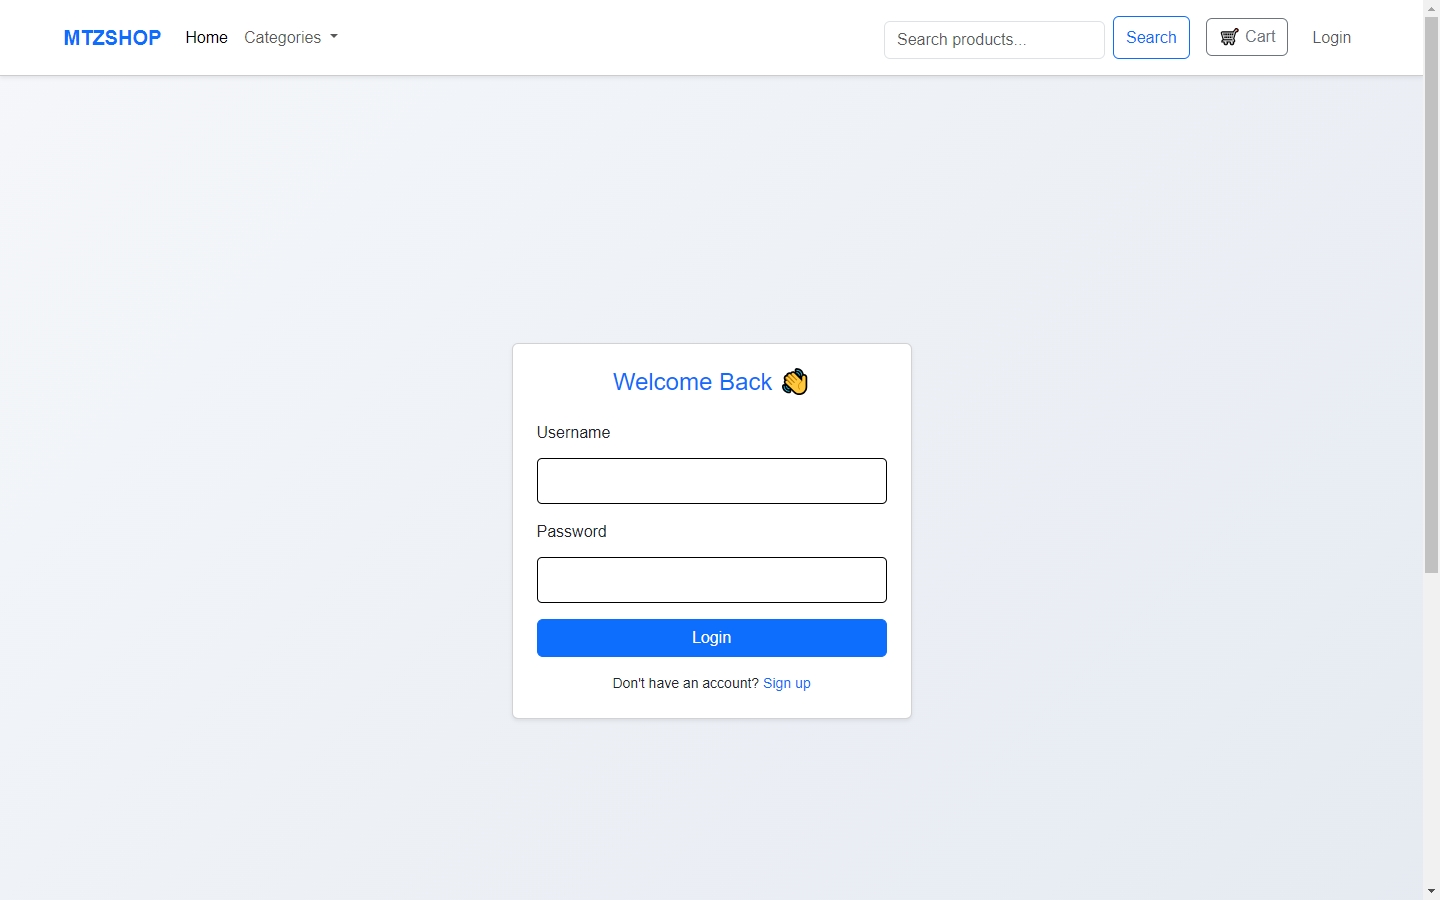 MTZSHOP Home Categories Search products... Search Cart Login
Welcome Back
Username
Password
Login
Don't have an account? Sign up